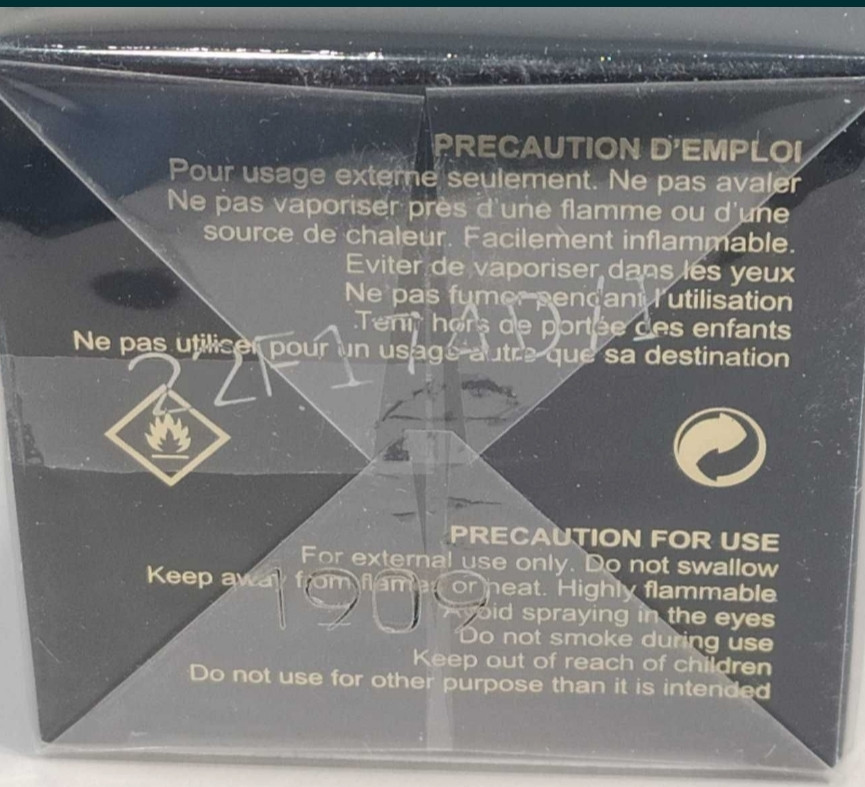 PRECAUTION D'EMPLOI
Pour usage externe seulement. Ne pas avaler
Ne pas vaporiser près d'une flamme ou d'une
source de chaleur. Facilement inflammable.
Eviter de vaporiser dans les yeux
Ne pas fumer pendant l'utilisation
Tenir hors de portée des enfants
Ne pas utiliser pour un usage autre que sa destination
PRECAUTION FOR USE
For external use only. Do not swallow
Keep away from flames or heat. Highly flammable
1909
Avoid spraying in the eyes
Do not smoke during use
Keep out of reach of children
Do not use for other purpose than it is intended